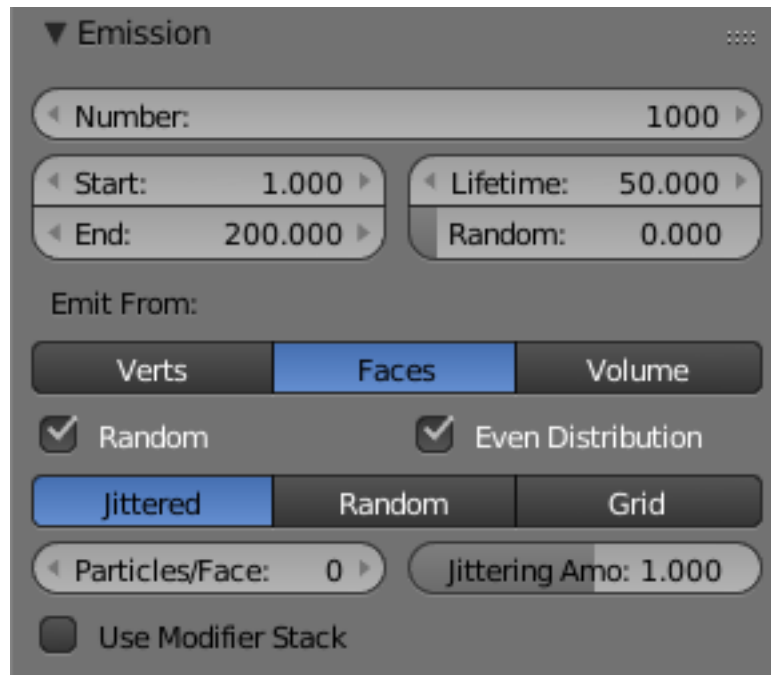 Emission
Number: 1000
Start: 1.000 Lifetime: 50.000
End: 200.000 Random: 0.000
Emit From:
Verts Faces Volume
Random Even Distribution
Jittered Random Grid
Particles/Face: 0 Jittering Amo: 1.000
Use Modifier Stack